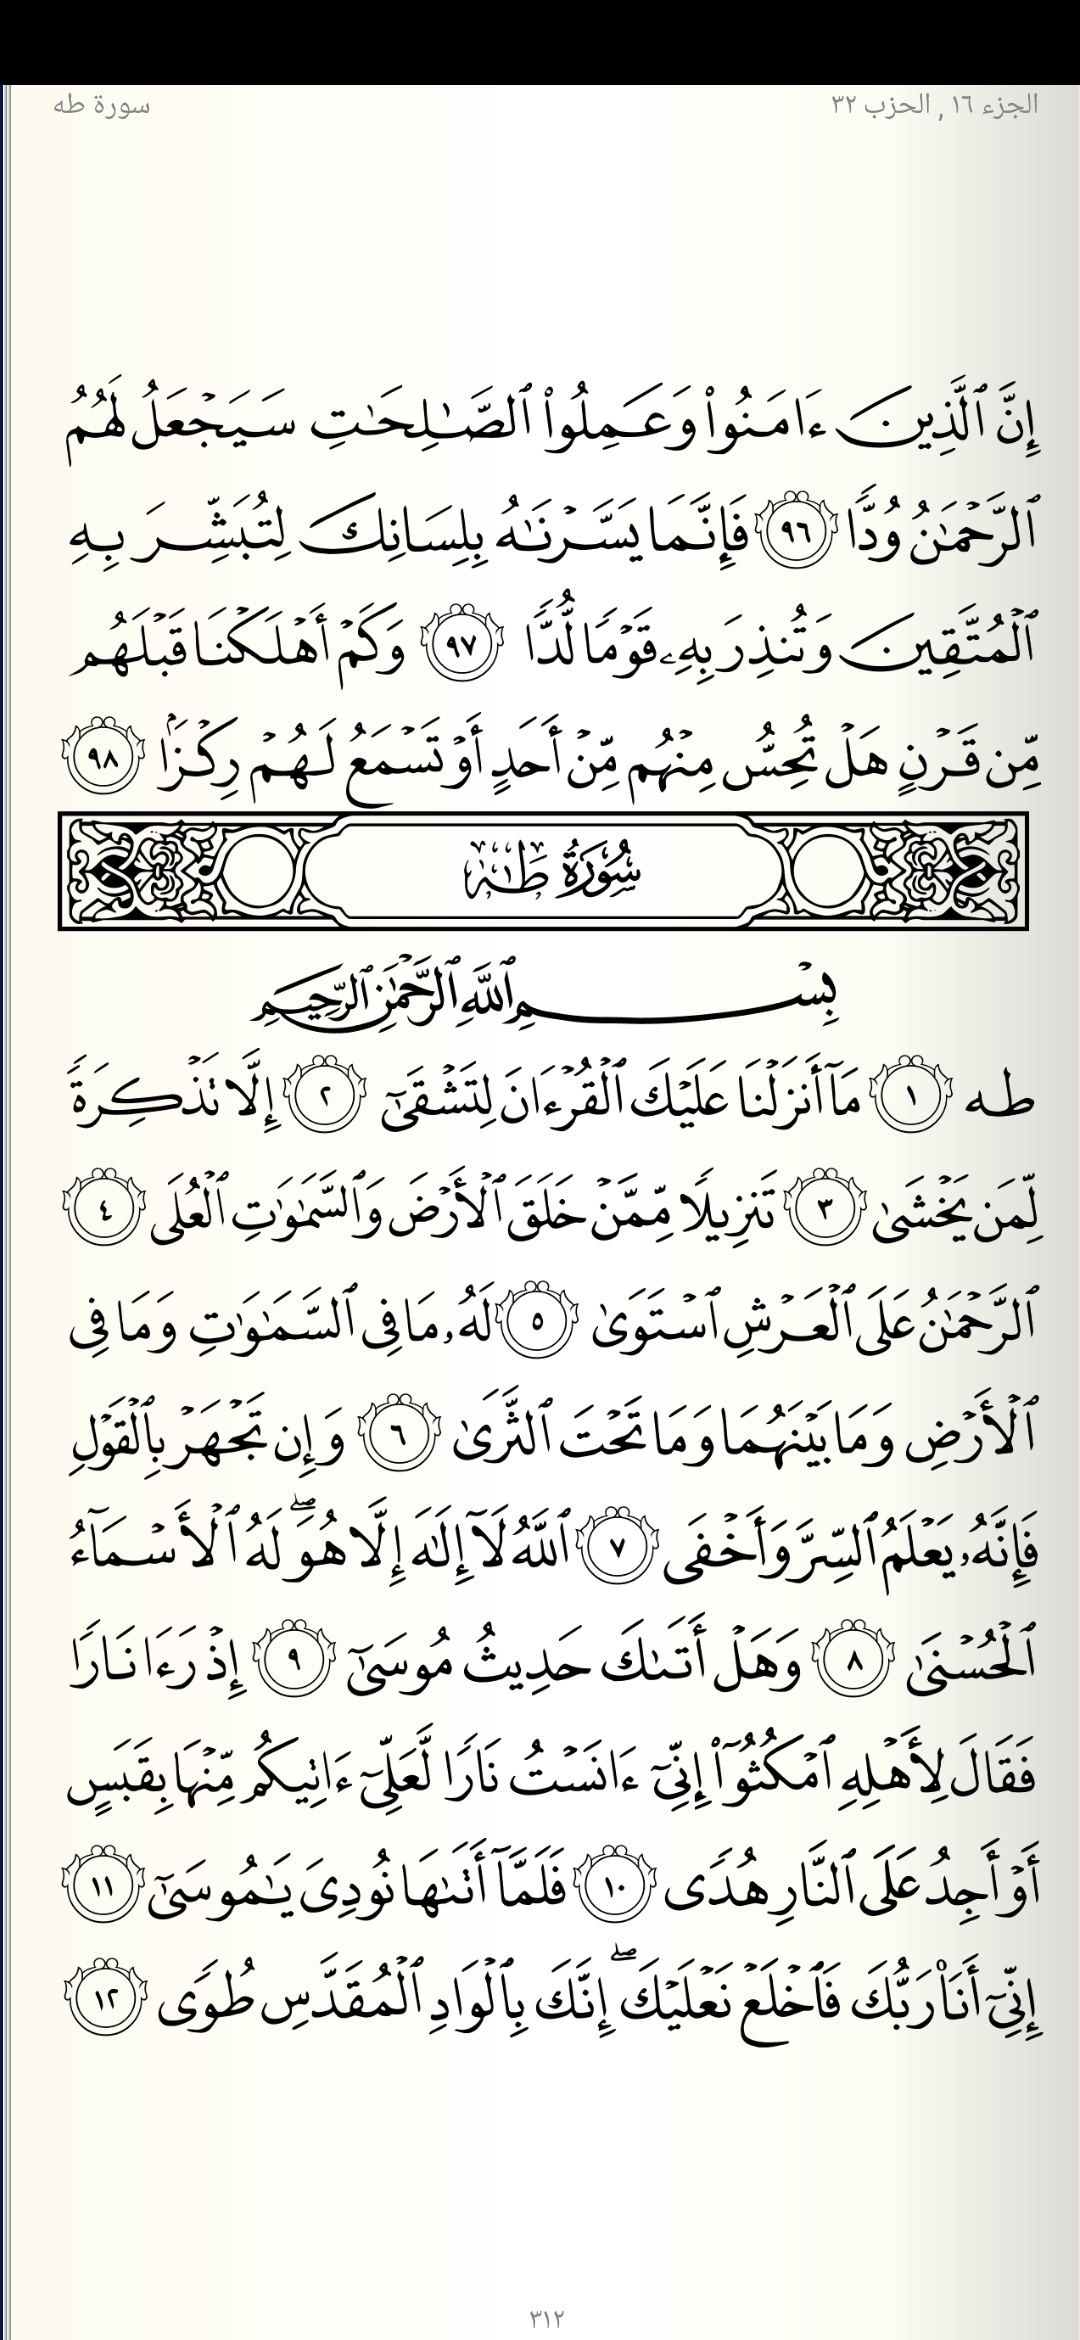 الجزء ١٦ , الحزب ٣٢
سورة طه
إِنَّ ٱلَّذِينَ ءَامَنُوا۟ وَعَمِلُوا۟ ٱلصَّـٰلِحَـٰتِ سَيَجْعَلُ لَهُمُ
ٱلرَّحْمَـٰنُ وُدًّا ٩٦ فَإِنَّمَا يَسَّرْنَـٰهُ بِلِسَانِكَ لِتُبَشِّرَ بِهِ
ٱلْمُتَّقِينَ وَتُنذِرَ بِهِۦ قَوْمًا لُّدًّا ٩٧ وَكَمْ أَهْلَكْنَا قَبْلَهُم
مِّن قَرْنٍ هَلْ تُحِسُّ مِنْهُم مِّنْ أَحَدٍ أَوْ تَسْمَعُ لَهُمْ رِكْزًۢا ٩٨
سُورَةُ طه
بِسْمِ ٱللَّهِ ٱلرَّحْمَـٰنِ ٱلرَّحِيمِ
طه ١ مَآ أَنزَلْنَا عَلَيْكَ ٱلْقُرْءَانَ لِتَشْقَىٰٓ ٢ إِلَّا تَذْكِرَةً
لِّمَن يَخْشَىٰ ٣ تَنزِيلًا مِّمَّنْ خَلَقَ ٱلْأَرْضَ وَٱلسَّمَـٰوَٰتِ ٱلْعُلَى ٤
ٱلرَّحْمَـٰنُ عَلَى ٱلْعَرْشِ ٱسْتَوَىٰ ٥ لَهُۥ مَا فِى ٱلسَّمَـٰوَٰتِ وَمَا فِى
ٱلْأَرْضِ وَمَا بَيْنَهُمَا وَمَا تَحْتَ ٱلثَّرَىٰ ٦ وَإِن تَجْهَرْ بِٱلْقَوْلِ
فَإِنَّهُۥ يَعْلَمُ ٱلسِّرَّ وَأَخْفَى ٧ ٱللَّهُ لَآ إِلَـٰهَ إِلَّا هُوَ ۖ لَهُ ٱلْأَسْمَآءُ
ٱلْحُسْنَىٰ ٨ وَهَلْ أَتَىٰكَ حَدِيثُ مُوسَىٰٓ ٩ إِذْ رَءَا نَارًا
فَقَالَ لِأَهْلِهِ ٱمْكُثُوٓا۟ إِنِّىٓ ءَانَسْتُ نَارًا لَّعَلِّىٓ ءَاتِيكُم مِّنْهَا بِقَبَسٍ
أَوْ أَجِدُ عَلَى ٱلنَّارِ هُدًى ١٠ فَلَمَّآ أَتَىٰهَا نُودِىَ يَـٰمُوسَىٰٓ ١١
إِنِّىٓ أَنَا۠ رَبُّكَ فَٱخْلَعْ نَعْلَيْكَ ۖ إِنَّكَ بِٱلْوَادِ ٱلْمُقَدَّسِ طُوًى ١٢
٣١٢